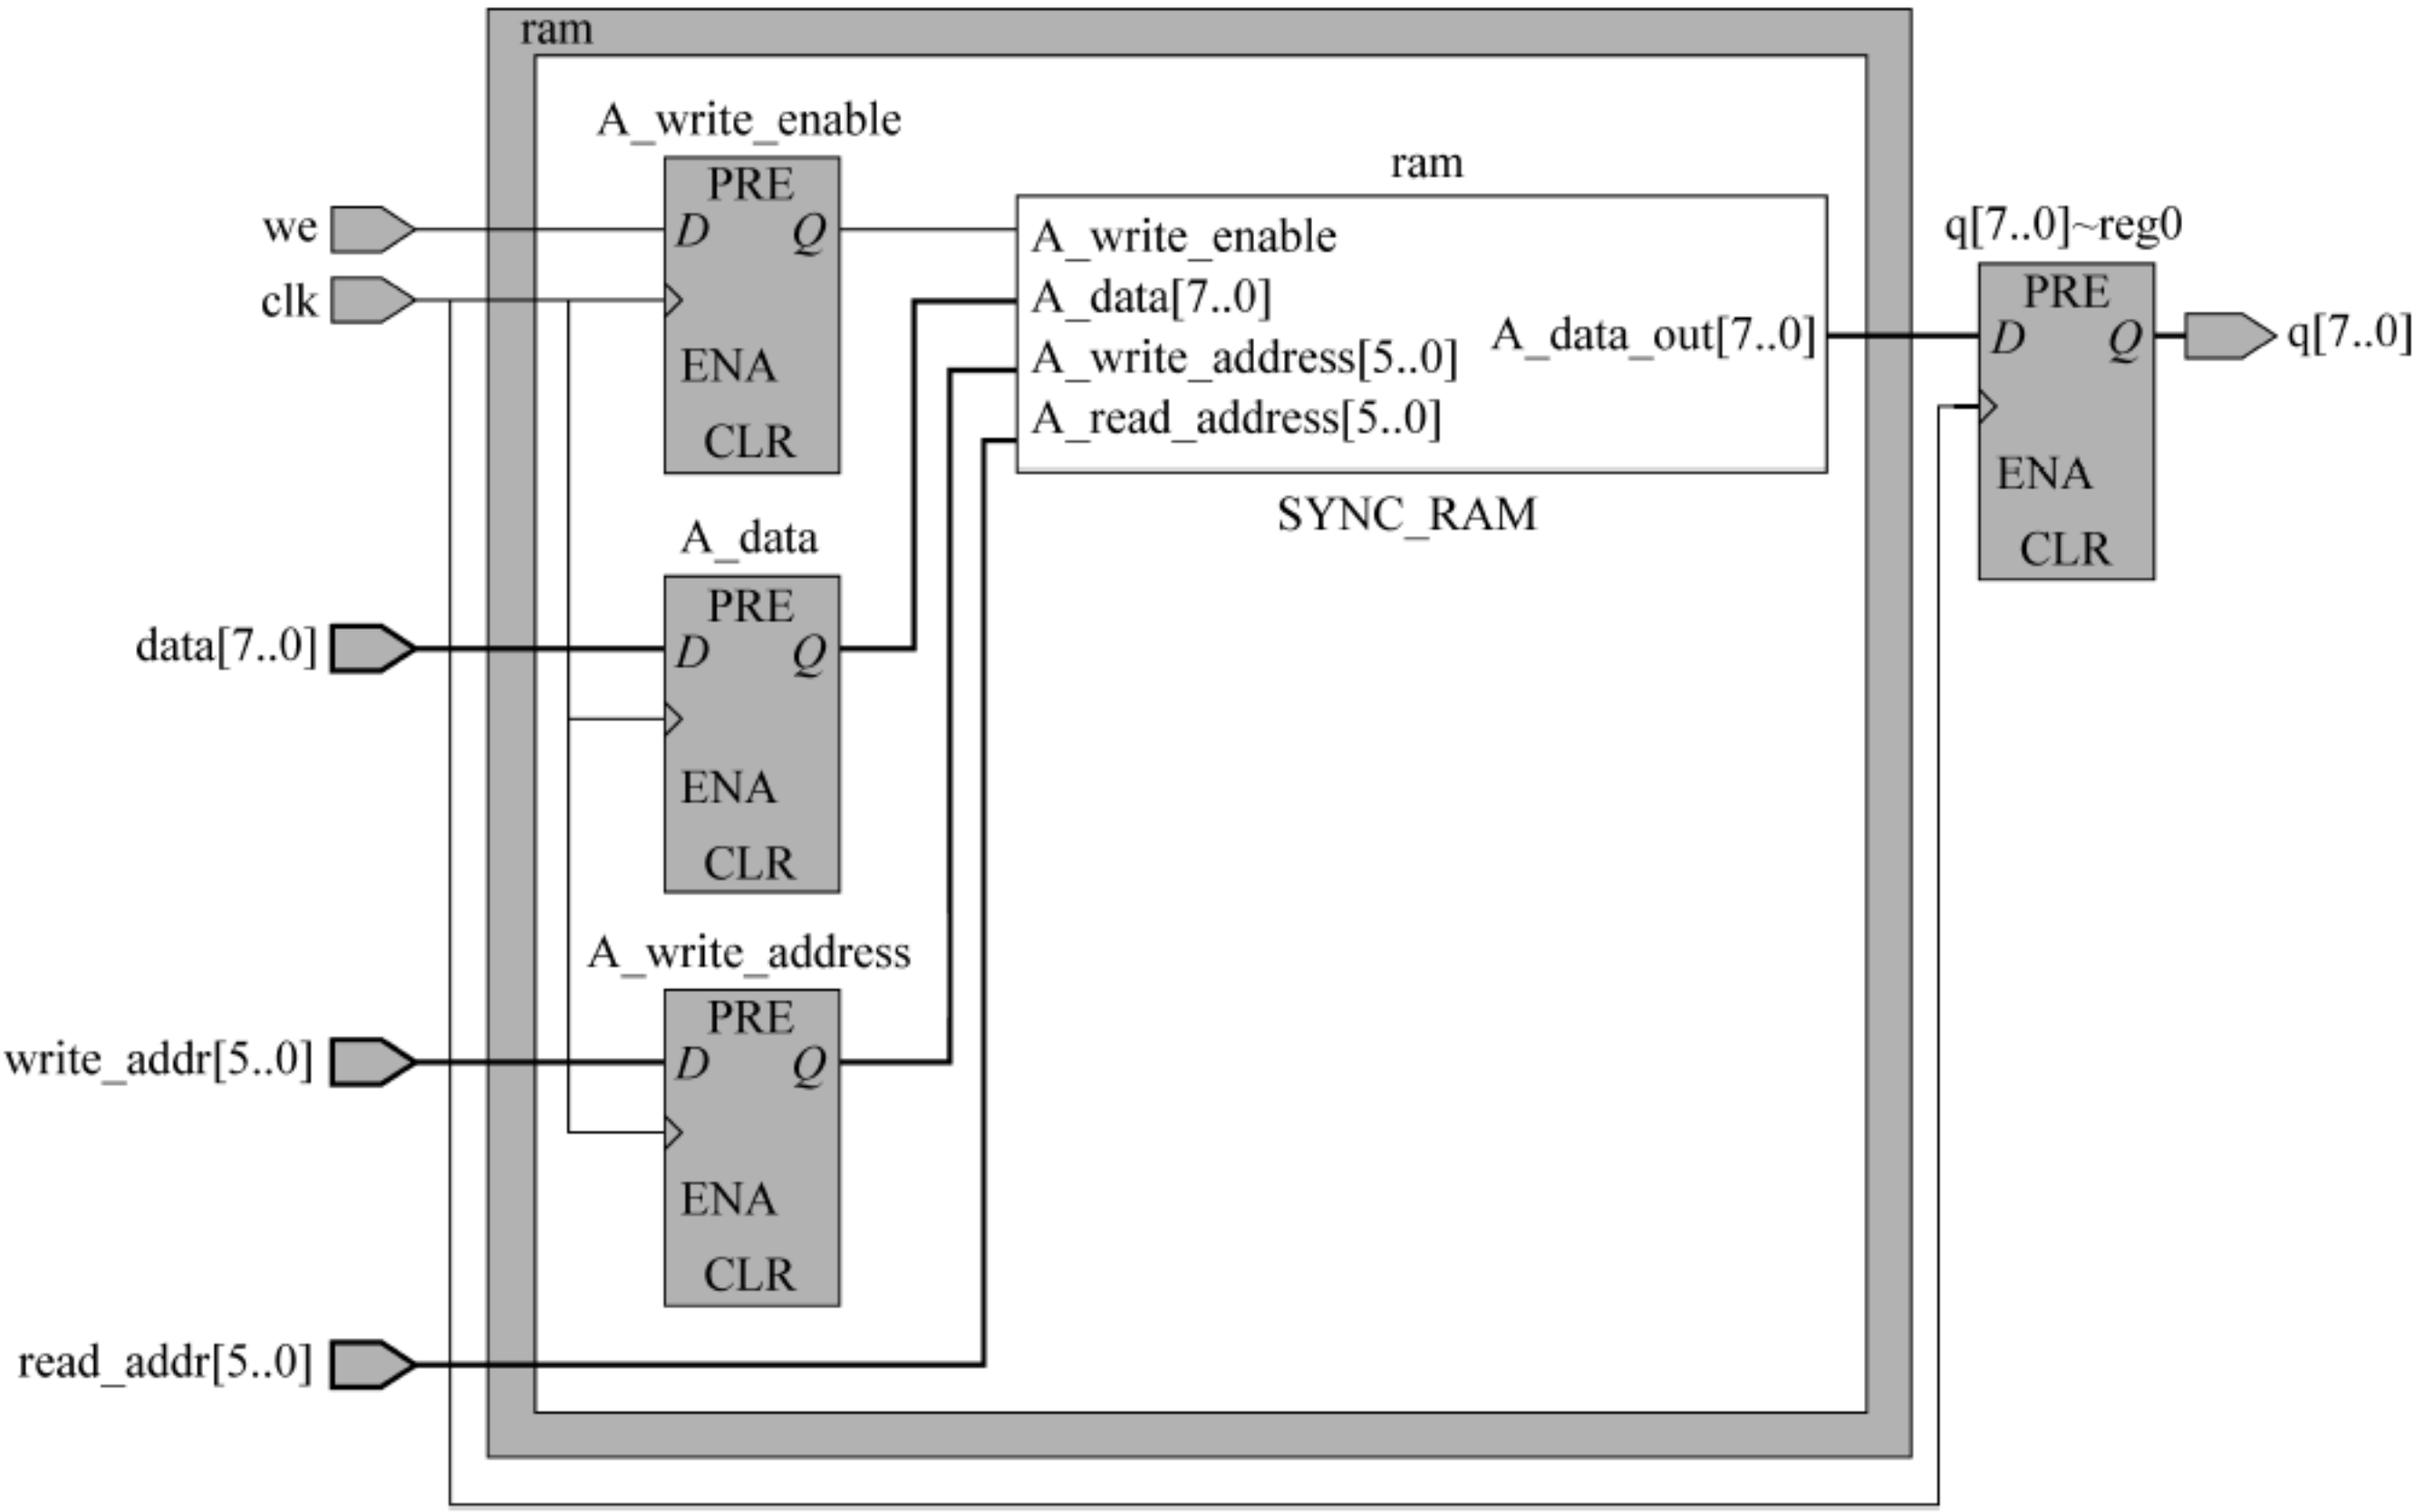 ram
A_write_enable
PRE
D Q
ENA
CLR
we
clk
ram
A_write_enable
A_data[7..0]
A_write_address[5..0]
A_read_address[5..0]
A_data_out[7..0]
SYNC_RAM
q[7..0]~reg0
PRE
D Q
ENA
CLR
q[7..0]
A_data
PRE
D Q
ENA
CLR
data[7..0]
A_write_address
PRE
D Q
ENA
CLR
write_addr[5..0]
read_addr[5..0]